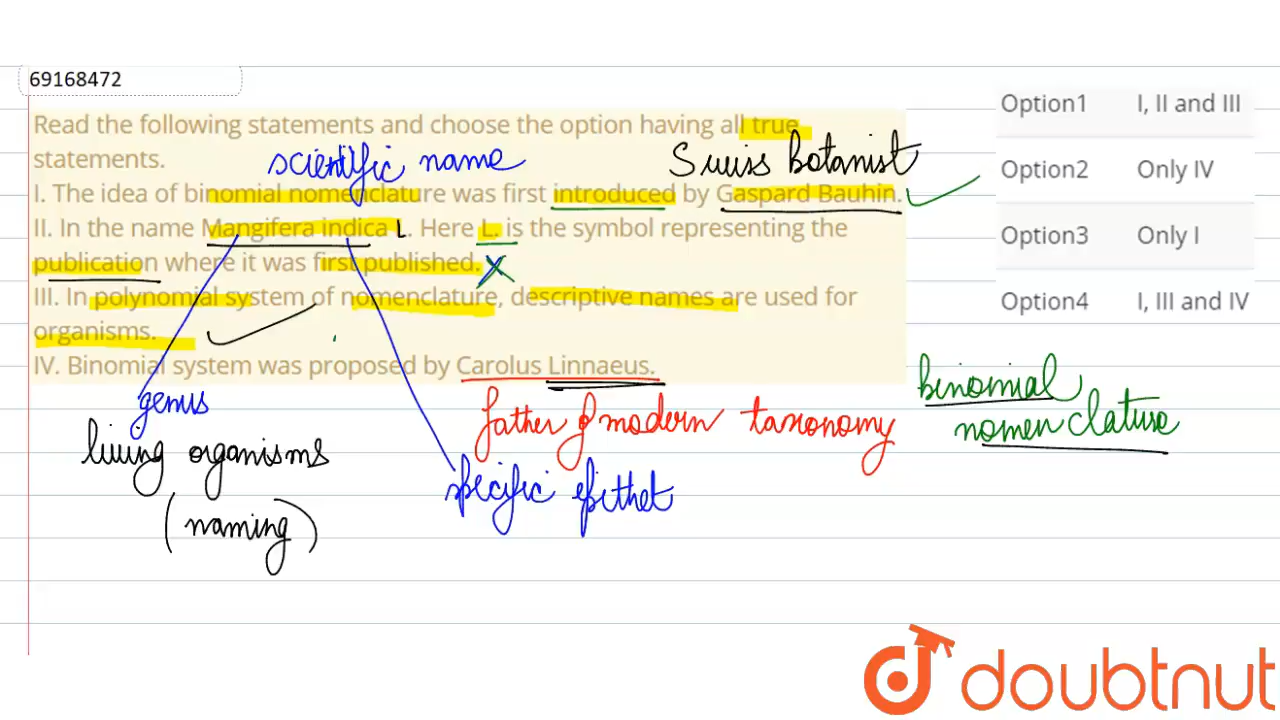 69168472
Read the following statements and choose the option having all true
statements.
scientific name
Swiss botanist
I. The idea of binomial nomenclature was first introduced by Gaspard Bauhin.
II. In the name Mangifera indica L. Here L. is the symbol representing the
publication where it was first published.
III. In polynomial system of nomenclature, descriptive names are used for
organisms.
IV. Binomial system was proposed by Carolus Linnaeus.
Option1 I, II and III
Option2 Only IV
Option3 Only I
Option4 I, III and IV
genus
living organisms
(naming)
father of modern taxonomy
specific epithet
binomial
nomenclature
doubtnut